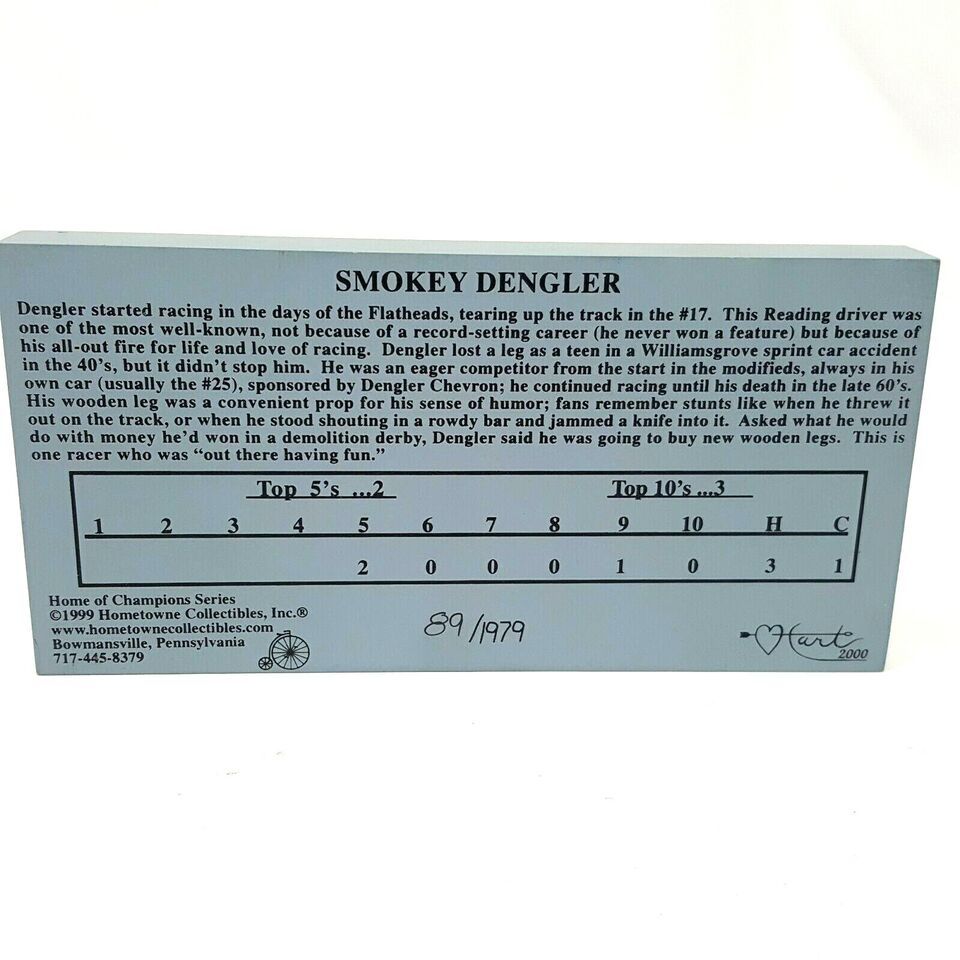 SMOKEY DENGLER
Dengler started racing in the days of the Flatheads, tearing up the track in the #17. This Reading driver was
one of the most well-known, not because of a record-setting career (he never won a feature) but because of
his all-out fire for life and love of racing. Dengler lost a leg as a teen in a Williamsgrove sprint car accident
in the 40's, but it didn't stop him. He was an eager competitor from the start in the modifieds, always in his
own car (usually the #25), sponsored by Dengler Chevron; he continued racing until his death in the late 60's.
His wooden leg was a convenient prop for his sense of humor; fans remember stunts like when he threw it
out on the track, or when he stood shouting in a rowdy bar and jammed a knife into it. Asked what he would
do with money he'd won in a demolition derby, Dengler said he was going to buy new wooden legs. This is
one racer who was "out there having fun."
Top 5's ...2 Top 10's ...3
1 2 3 4 5 6 7 8 9 10 H C
2 0 0 0 1 0 3 1
Home of Champions Series
©1999 Hometowne Collectibles, Inc.®
www.hometownecollectibles.com
Bowmansville, Pennsylvania
717-445-8379
89/1979
Hart
2000